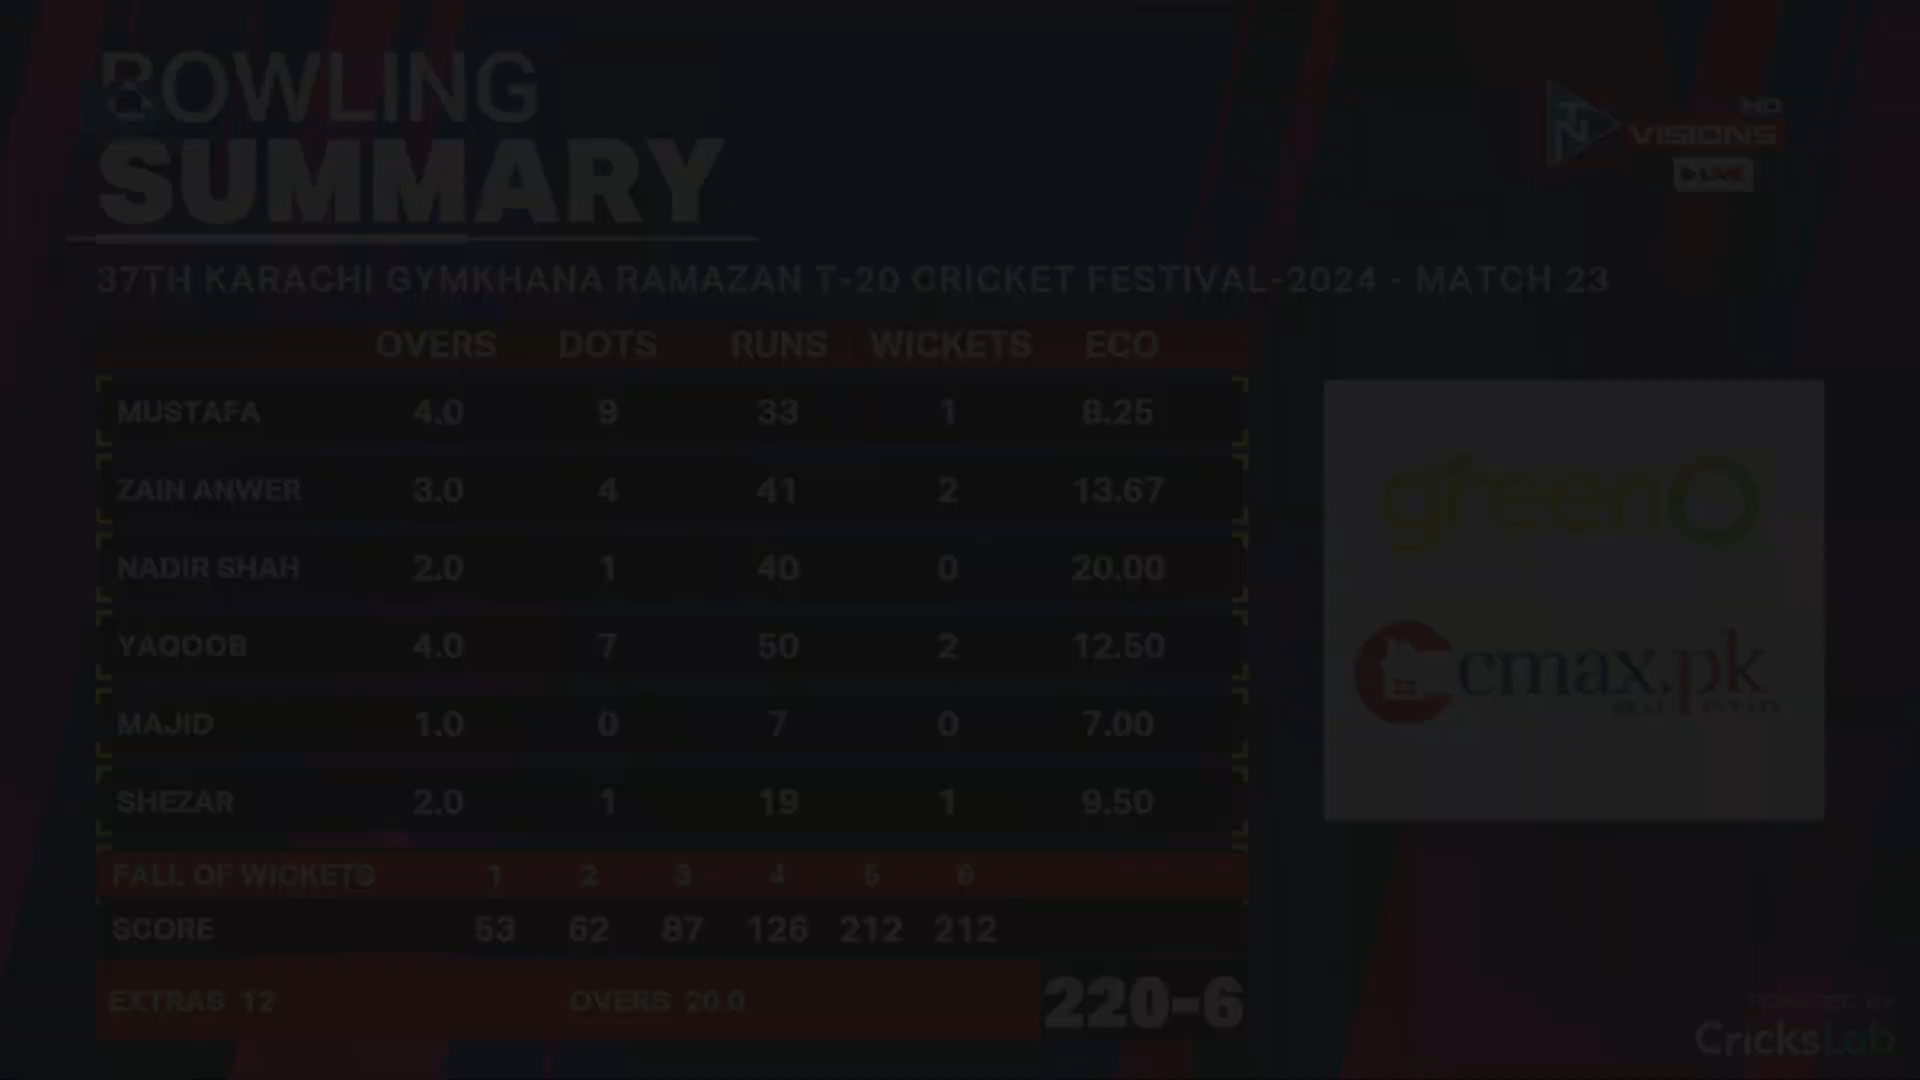 BOWLING
SUMMARY
TN VISIONS HD
LIVE
37TH KARACHI GYMKHANA RAMAZAN T-20 CRICKET FESTIVAL-2024 - MATCH 23
OVERS DOTS RUNS WICKETS ECO
MUSTAFA 4.0 9 33 1 8.25
ZAIN ANWER 3.0 4 41 2 13.67
NADIR SHAH 2.0 1 40 0 20.00
YAQOOB 4.0 7 50 2 12.50
MAJID 1.0 0 7 0 7.00
SHEZAR 2.0 1 19 1 9.50
FALL OF WICKETS 1 2 3 4 5 6
SCORE 53 62 87 126 212 212
EXTRAS 12 OVERS 20.0 220-6
greenO
cmax.pk
POWERED BY
CricksLab